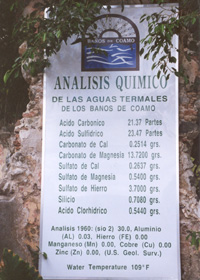 BANOS DE COAMO
ANALISIS QUIMICO
DE LAS AGUAS TERMALES
DE LOS BANOS DE COAMO
Acido Carbonico 21.37 Partes
Acido Sulfidrico 23.47 Partes
Carbonato de Cal 0.2514 grs.
Carbonato de Magnesia 13.7200 grs.
Sulfato de Cal 0.2637 grs.
Sulfato de Magnesia 0.5400 grs.
Sulfato de Hierro 3.7000 grs.
Silicio 0.7080 grs.
Acido Clorhidrico 0.5440 grs.
Analisis 1960: (sio 2) 30.0, Aluminio
(AL) 0.03, Hierro (FE) 0.00
Manganeso (Mn) 0.00, Cobre (Cu) 0.00
Zinc (Zn) 0.00, (U.S. Geol. Surv.)
Water Temperature 109°F